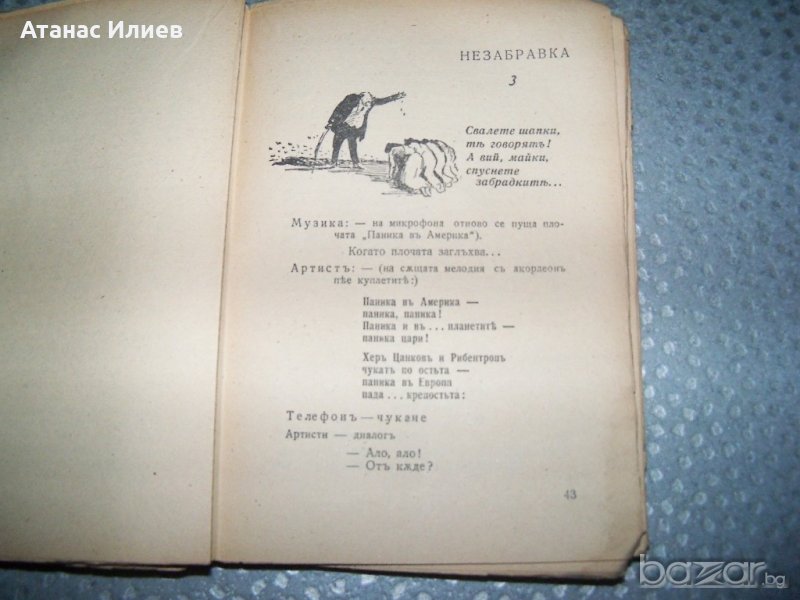 Атанас Илиев
НЕЗАБРАВКА
3
Свалете шапки,
тѣ говорятъ!
А вий, майки,
спуснете
забрадкитѣ...
Музика: — на микрофона отново се пуща пло-
чата „Паника въ Америка“).
Когато плочата заглъхва...
Артистъ: — (на сѫщата мелодия съ акордеонъ
пѣе куплетитѣ:)
Паника въ Америка —
паника, паника!
Паника и въ... планетитѣ —
паника цари!
Херъ Цанковъ и Рибентропъ
чукатъ по остьта —
паника въ Европа
пада... крепостьта:
Телефонъ — чукане
Артисти — диалогъ
— Ало, ало!
— Отъ кѫде?
43
bazar.bg